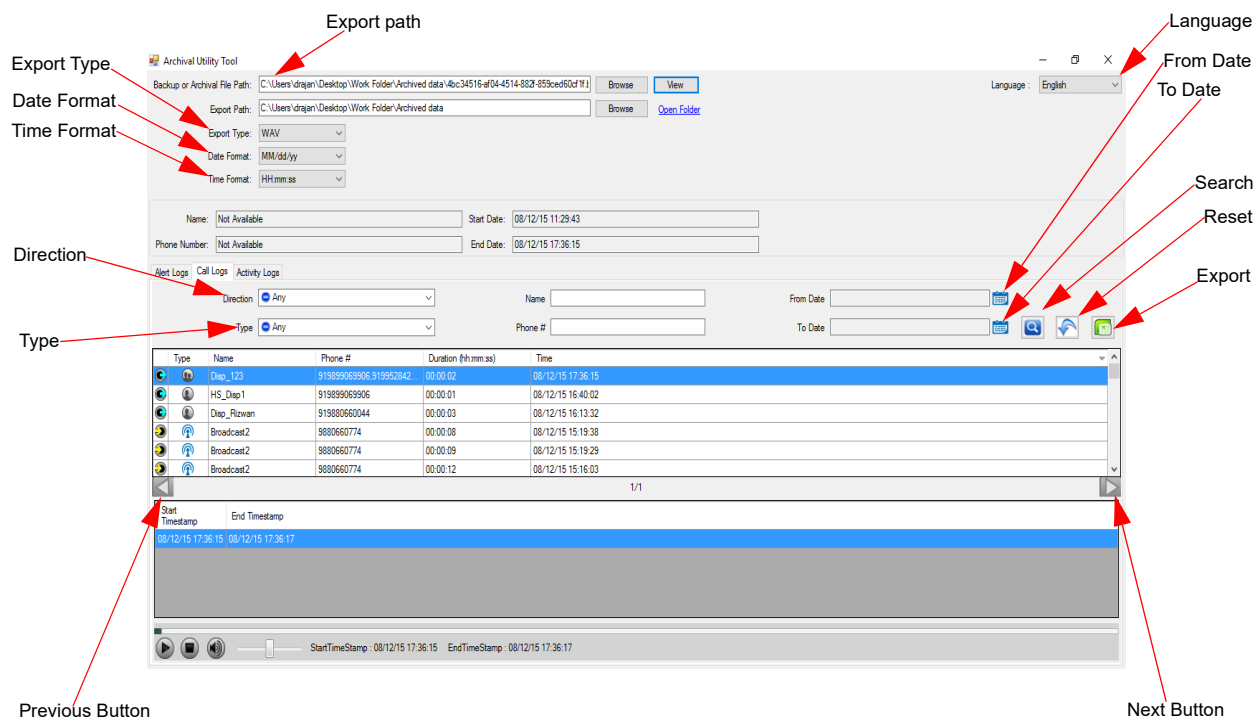 Export path
Language
Archival Utility Tool
Export Type
From Date
Backup or Archival File Path: C:\Users\drajan\Desktop\Work Folder\Archived data\4bc34516-af04-4514-882f-859ced60cf1f.t Browse View Language : English
To Date
Date Format
Export Path: C:\Users\drajan\Desktop\Work Folder\Archived data Browse Open Folder
Time Format
Export Type: WAV
Date Format: MM/dd/yy
Time Format: HH:mm:ss
Search
Name: Not Available Start Date: 08/12/15 11:29:43
Reset
Phone Number: Not Available End Date: 08/12/15 17:36:15
Direction
Alert Logs Call Logs Activity Logs
Export
Direction Any Name From Date
Type Any Phone # To Date
Type
Type Name Phone # Duration (hh:mm:ss) Time
Disp_123 919899069906,919952842... 00:00:02 08/12/15 17:36:15
HS_Disp1 919899069906 00:00:01 08/12/15 16:40:02
Disp_Rizwan 919880660044 00:00:03 08/12/15 16:13:32
Broadcast2 9880660774 00:00:08 08/12/15 15:19:38
Broadcast2 9880660774 00:00:09 08/12/15 15:19:29
Broadcast2 9880660774 00:00:12 08/12/15 15:16:03
1/1
Start
Timestamp End Timestamp
08/12/15 17:36:15 08/12/15 17:36:17
StartTimeStamp : 08/12/15 17:36:15 EndTimeStamp : 08/12/15 17:36:17
Previous Button
Next Button